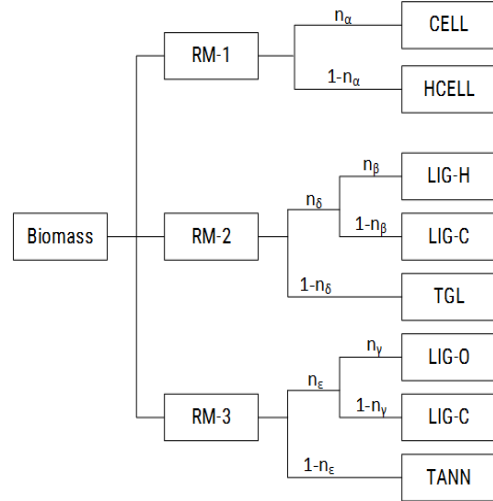 nα
CELL
RM-1
1-nα
HCELL
nβ
LIG-H
nδ
1-nβ
LIG-C
Biomass
RM-2
1-nδ
TGL
nγ
LIG-O
nε
1-nγ
LIG-C
RM-3
1-nε
TANN